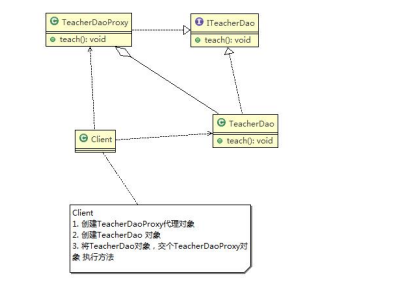 TeacherDaoProxy
teach(): void
ITeacherDao
teach(): void
Client
TeacherDao
teach(): void
Client
1. 创建TeacherDaoProxy代理对象
2. 创建TeacherDao 对象
3. 将TeacherDao对象，交个TeacherDaoProxy对
象 执行方法